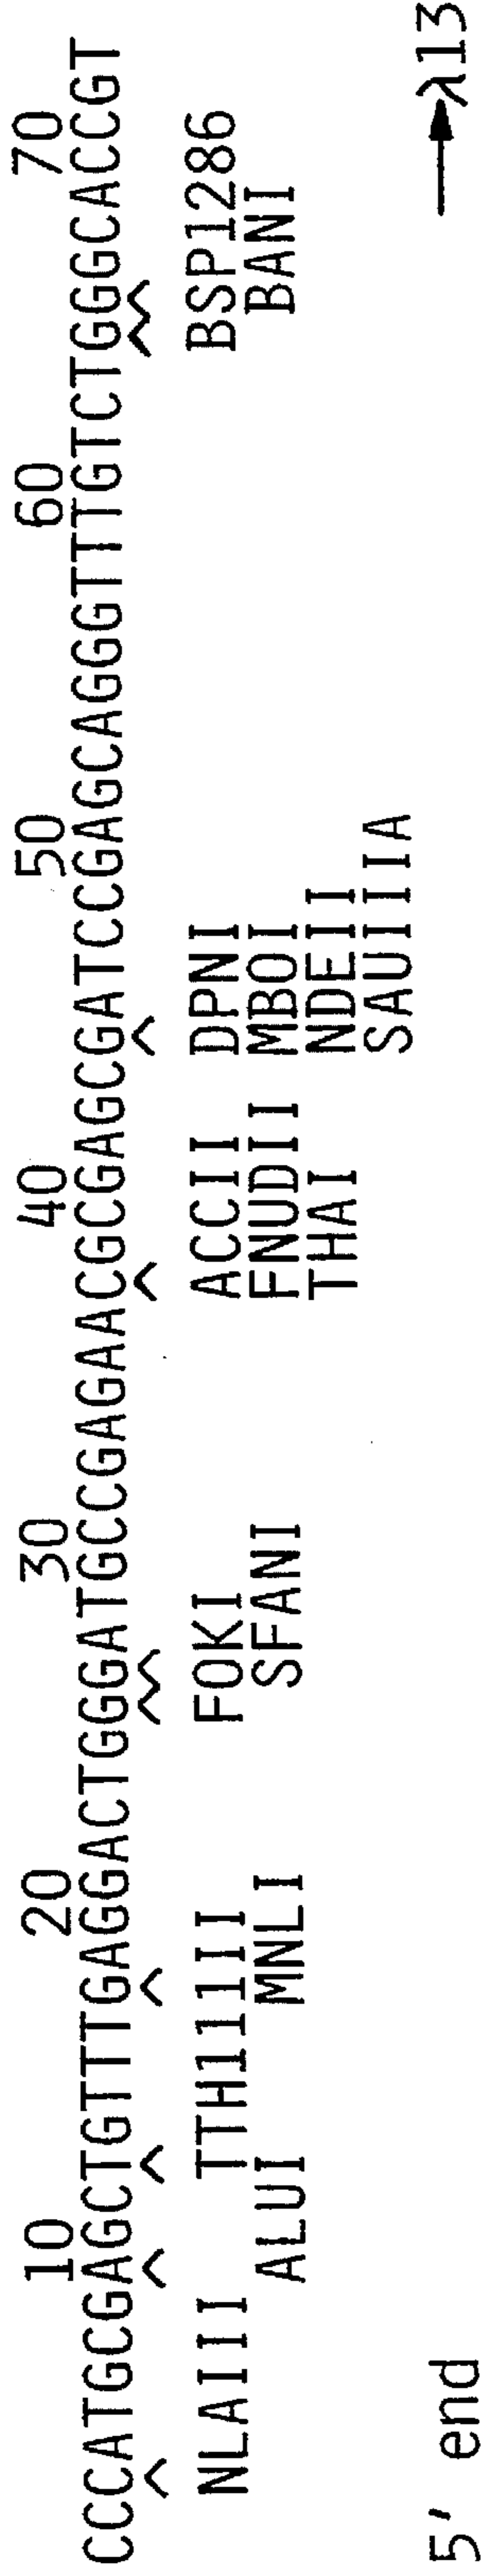 10 20 30 40 50 60 70
CCCATGCGAGCTGTTTGAGGACTGGGATGCCGAGAACGCGAGCGATCCGAGCAGGGTTTGTCTGGGCACCGT
^ ^ ^ ^ ^^ ^ ^ ^^
NLAIII TTH111II FOKI ACCII DPNI BSP1286
ALUI MNLI SFANI FNUDII MBOI BANI
THAI NDEII
SAUIIIA
5' end →λ13